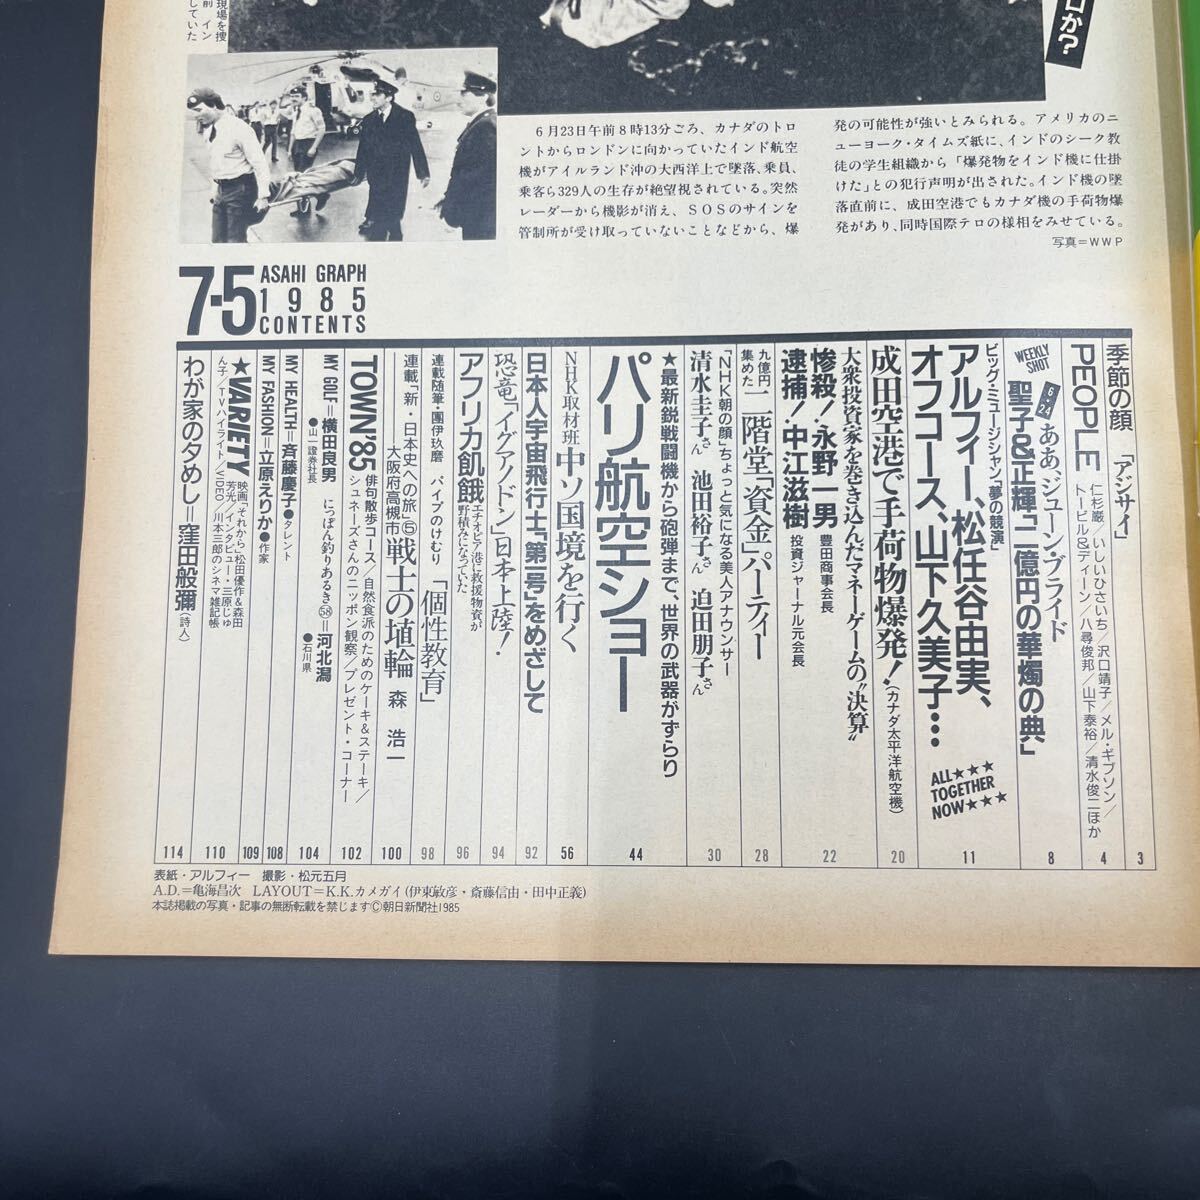 現場を捜
前 イン
していた
ロか?
6月23日午前8時13分ごろ、カナダのトロ
ントからロンドンに向かっていたインド航空
機がアイルランド沖の大西洋上で墜落、乗員、
乗客ら329人の生存が絶望視されている。突然
レーダーから機影が消え、SOSのサインを
管制所が受け取っていないことなどから、爆
発の可能性が強いとみられる。アメリカのニ
ューヨーク・タイムズ紙に、インドのシーク教
徒の学生組織から「爆発物をインド機に仕掛
けた」との犯行声明が出された。インド機の墜
落直前に、成田空港でもカナダ機の手荷物爆
発があり、同時国際テロの様相をみせている。
写真=WWP
7-5
ASAHI GRAPH
1985
CONTENTS
季節の顔 「アジサイ」
3
PEOPLE
仁杉巌/いしいひさいち/沢口靖子/メル・ギブソン/
トービル&ディーン/八尋俊邦/山下泰裕/清水俊二ほか
4
WEEKLY SHOT
6・24
ああ、ジューン・ブライド
聖子&正輝「二億円の華燭の典」
8
ビッグ・ミュージシャン「夢の競演」
アルフィー、松任谷由実、
オフコース、山下久美子…
ALL★★★
TOGETHER
NOW★★★
11
成田空港で手荷物爆発!(カナダ太平洋航空機)
20
大衆投資家を巻き込んだマネーゲームの〝決算〟
惨殺!永野一男 豊田商事会長
逮捕!中江滋樹 投資ジャーナル元会長
22
九億円
集めた
二階堂「資金」パーティー
28
「NHK朝の顔」ちょっと気になる美人アナウンサー
清水圭子さん 池田裕子さん 迫田朋子さん
30
★最新鋭戦闘機から砲弾まで、世界の武器がずらり
パリ航空エショー
44
NHK取材班 中ソ国境を行く
56
日本人宇宙飛行士「第一号」をめざして
92
恐竜「イグアノドン」日本上陸!
94
アフリカ飢餓 エチオピア港に救援物資が
野積みになっていた
96
連載随筆・團伊玖磨 パイプのけむり 「個性教育」
98
連載「新・日本史への旅」⑤
大阪府高槻市
戦士の埴輪 森 浩一
100
TOWN'85
俳句散歩コース/自然食派のためのケーキ&ステーキ/
シュネーズさんのニッポン観察/プレゼント・コーナー
102
MY GOLF=横田良男 ●山一證券社長
にっぽん釣りあるき58=河北潟 ●石川県
104
MY HEALTH=斉藤慶子●タレント
108
MY FASHION=立原えりか●作家
109
★VARIETY
映画「それから」松田優作&森田
芳光/インタビュー・三原じゅ
ん子/TVハイライト/VIDEO/川本三郎のシネマ雑記帳
110
わが家の夕めし=窪田般彌(詩人)
114
表紙・アルフィー 撮影・松元五月
A.D.=亀海昌次 LAYOUT=K.K.カメガイ(伊東敏彦・斎藤信由・田中正義)
本誌掲載の写真・記事の無断転載を禁じます©朝日新聞社1985